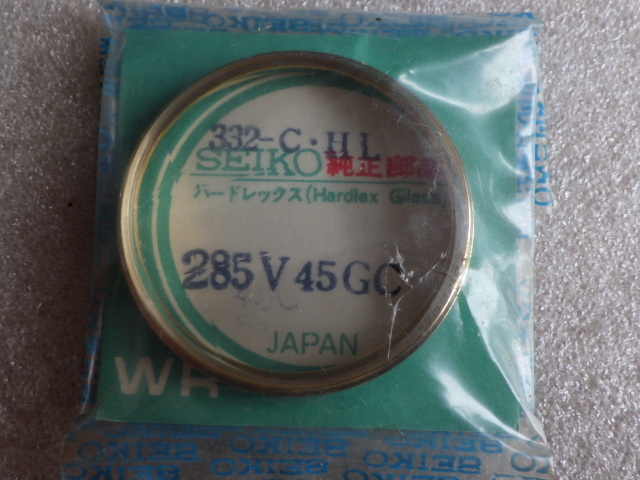 332-C·HL
SEIKO 純正部品
ハードレックス(Hardlex Glass)
285V45GC
JAPAN
WR
SEIKO SEIKO SEIKO SEIKO